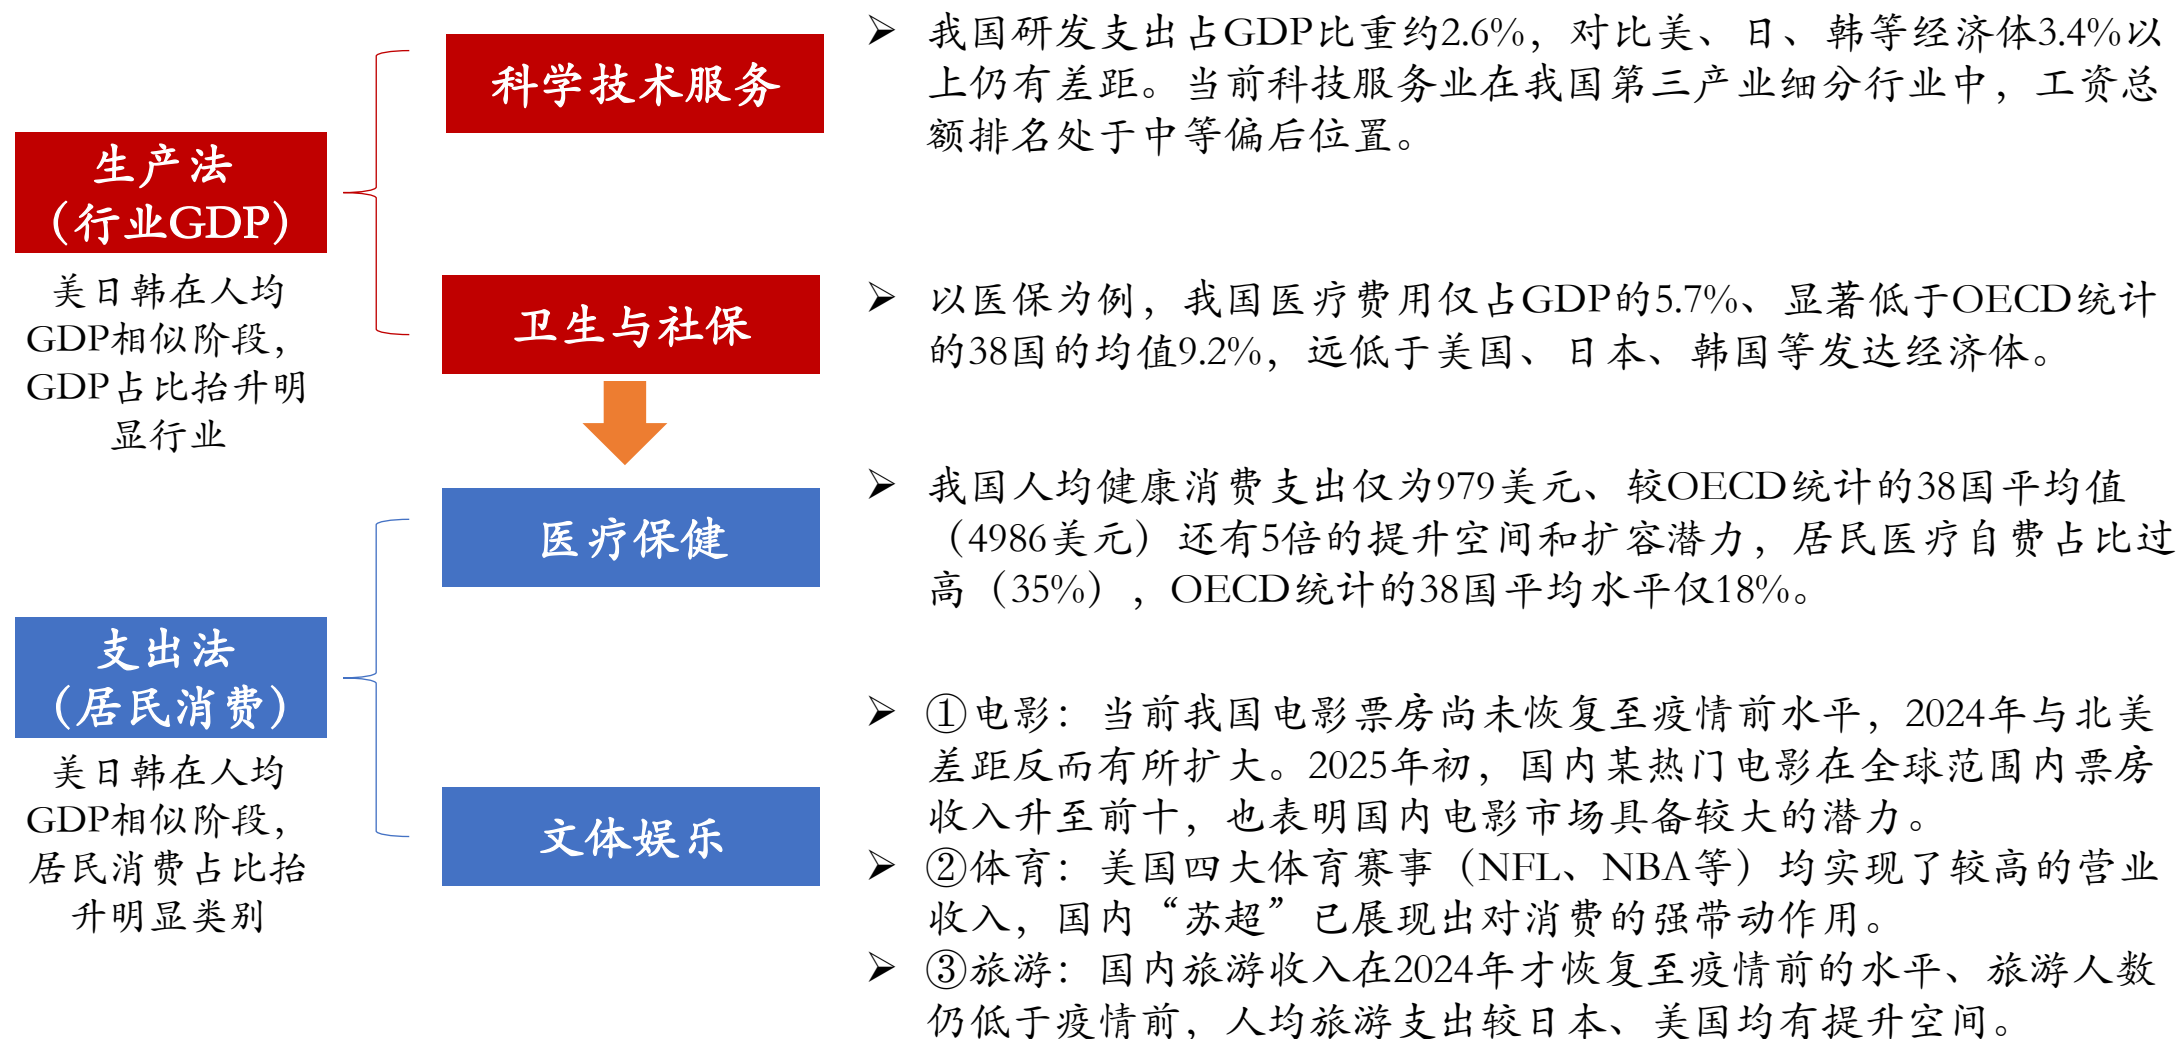 科学技术服务
我国研发支出占GDP比重约2.6%，对比美、日、韩等经济体3.4%以
上仍有差距。当前科技服务业在我国第三产业细分行业中，工资总
额排名处于中等偏后位置。
生产法
（行业GDP）
美日韩在人均
GDP相似阶段，
GDP占比抬升明
显行业
卫生与社保
以医保为例，我国医疗费用仅占GDP的5.7%、显著低于OECD统计
的38国的均值9.2%，远低于美国、日本、韩国等发达经济体。
医疗保健
我国人均健康消费支出仅为979美元、较OECD统计的38国平均值
（4986美元）还有5倍的提升空间和扩容潜力，居民医疗自费占比过
高（35%），OECD统计的38国平均水平仅18%。
支出法
（居民消费）
美日韩在人均
GDP相似阶段，
居民消费占比抬
升明显类别
文体娱乐
①电影：当前我国电影票房尚未恢复至疫情前水平，2024年与北美
差距反而有所扩大。2025年初，国内某热门电影在全球范围内票房
收入升至前十，也表明国内电影市场具备较大的潜力。
②体育：美国四大体育赛事（NFL、NBA等）均实现了较高的营业
收入，国内“苏超”已展现出对消费的强带动作用。
③旅游：国内旅游收入在2024年才恢复至疫情前的水平、旅游人数
仍低于疫情前，人均旅游支出较日本、美国均有提升空间。